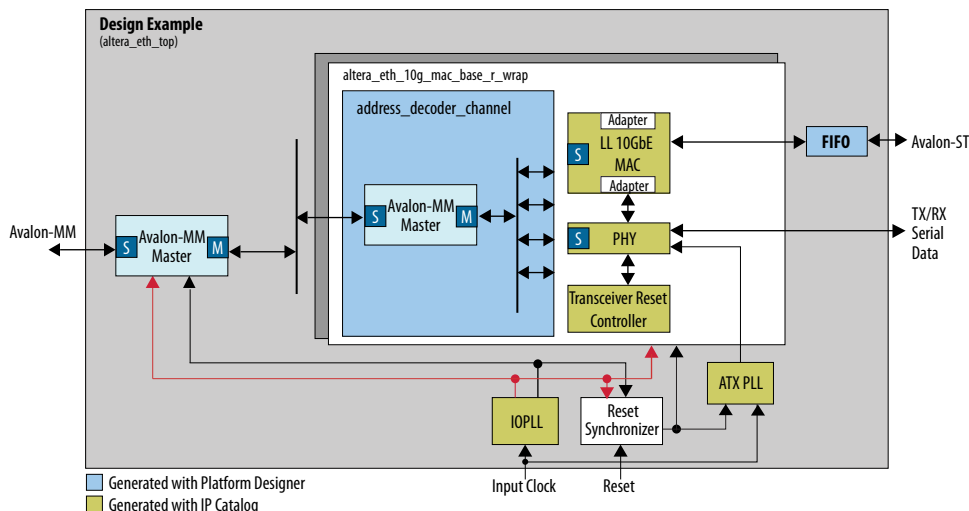 Design Example
(altera_eth_top)
altera_eth_10g_mac_base_r_wrap
address_decoder_channel
Adapter
S
LL 10GbE
MAC
Adapter
FIFO
Avalon-ST
S
Avalon-MM
Master
M
Avalon-MM
S
Avalon-MM
Master
M
S
PHY
TX/RX
Serial
Data
Transceiver Reset
Controller
IOPLL
Reset
Synchronizer
ATX PLL
Input Clock
Reset
Generated with Platform Designer
Generated with IP Catalog